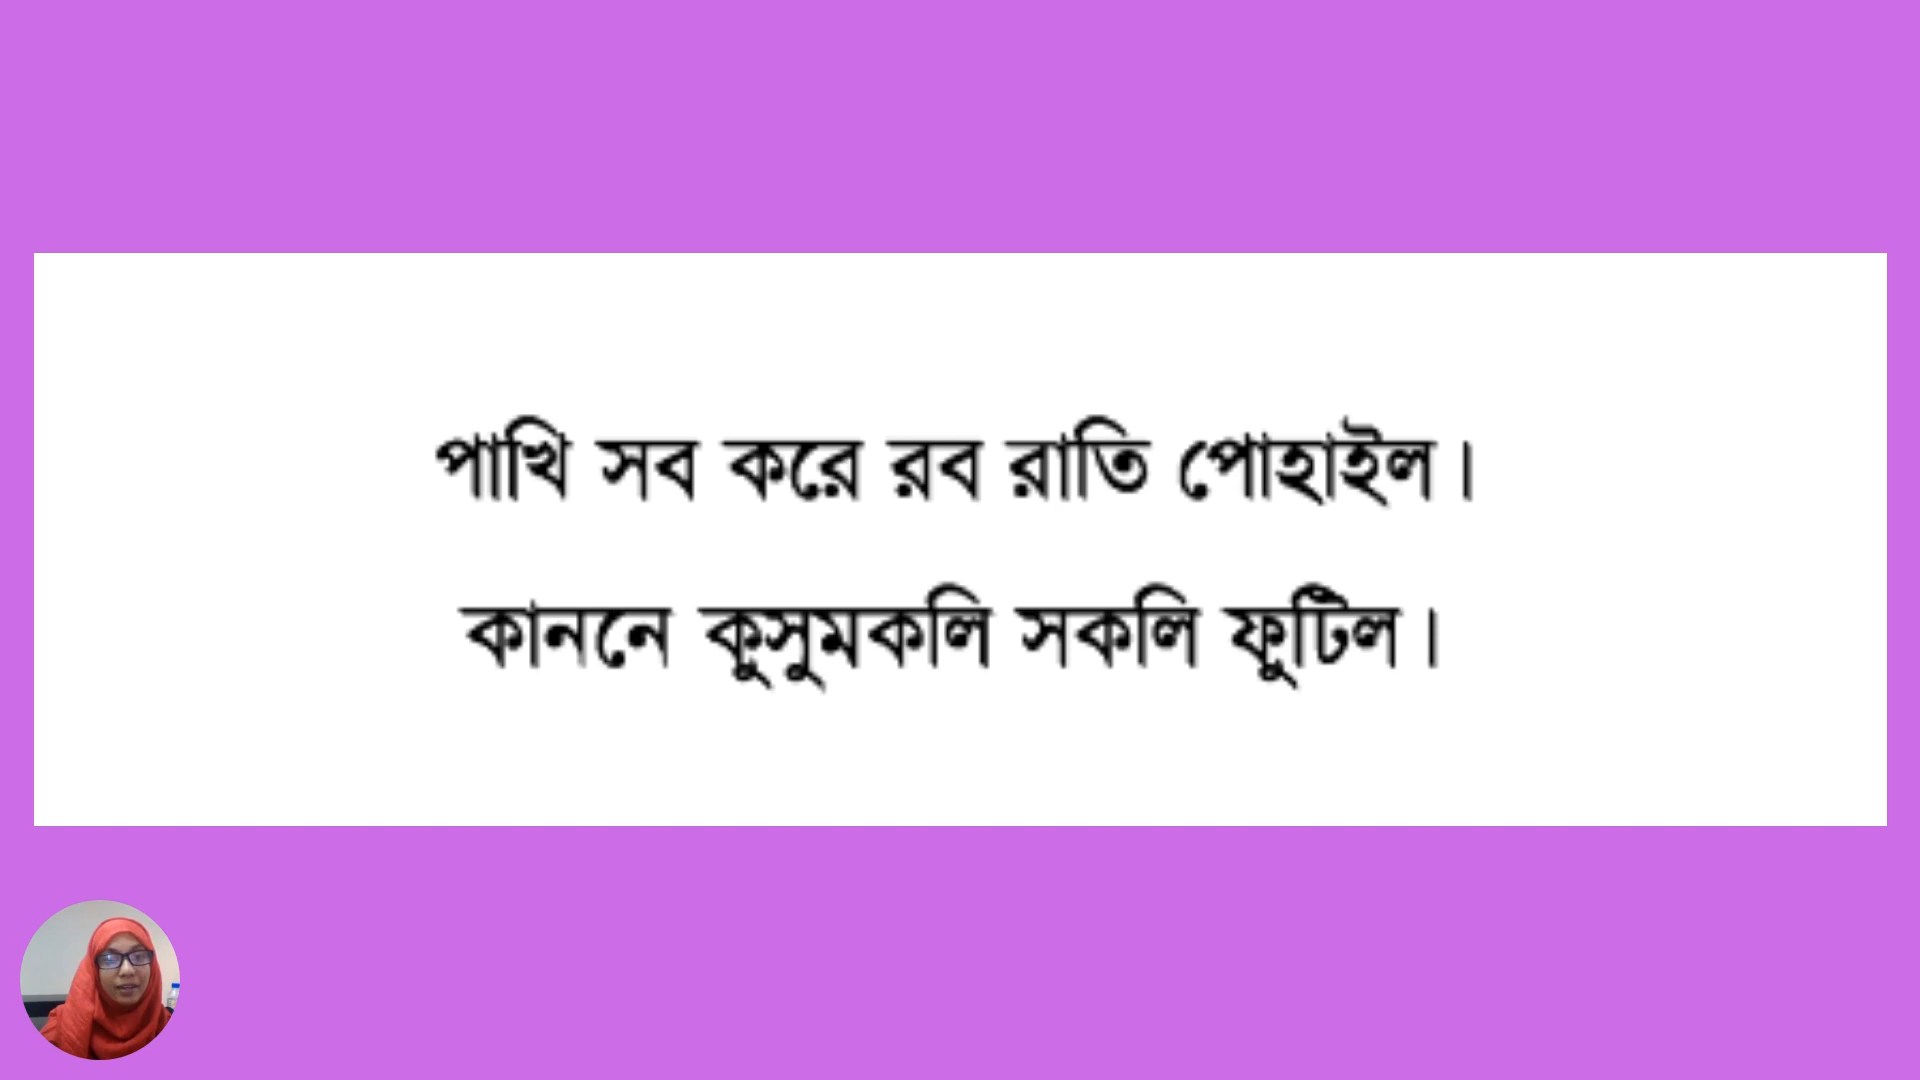 পাখি সব করে রব রাতি পোহাইল।
কাননে কুসুমকলি সকলি ফুটিল।